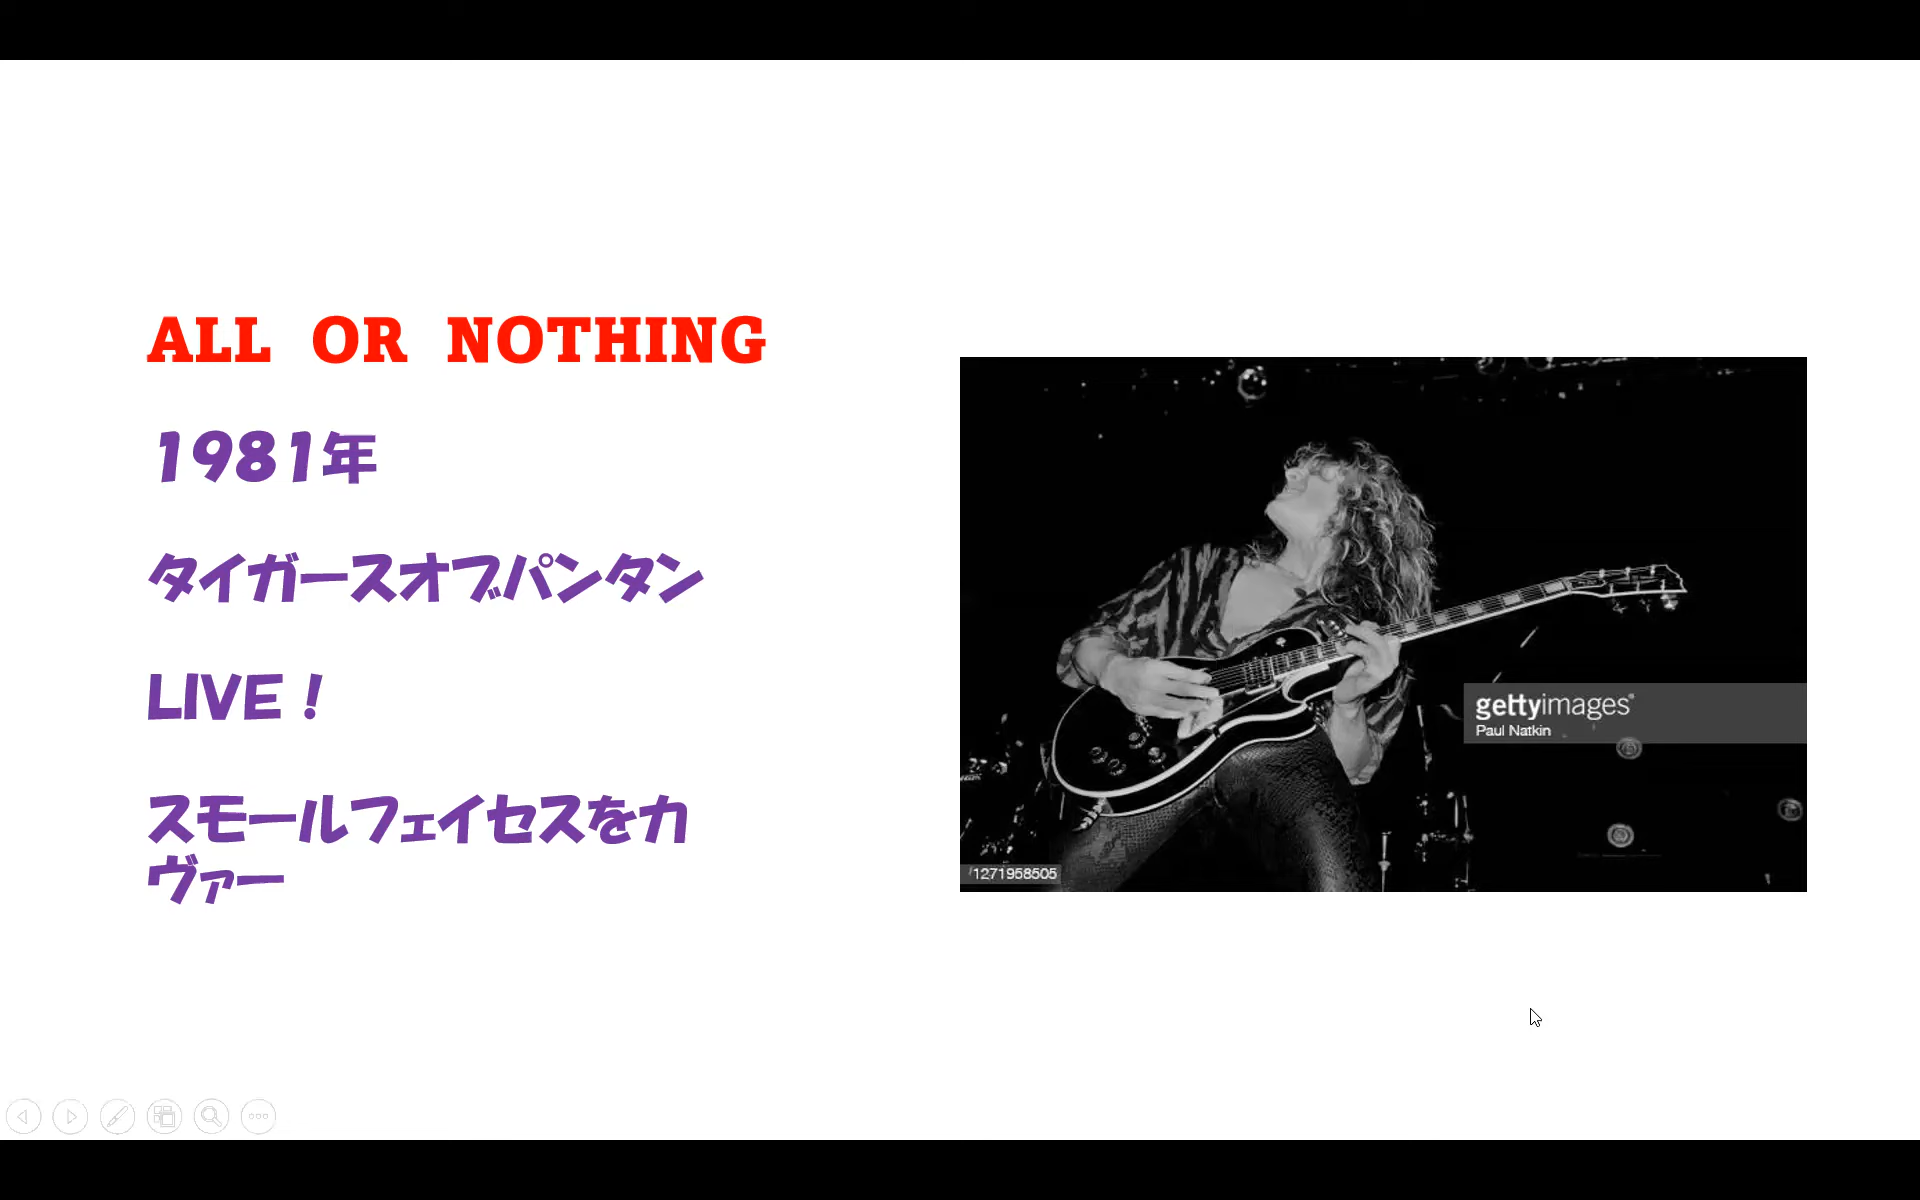 ALL OR NOTHING
1981年
タイガースオブパンタン
LIVE！
スモールフェイセスをカ
ヴァー
gettyimages®
Paul Natkin
1271958505